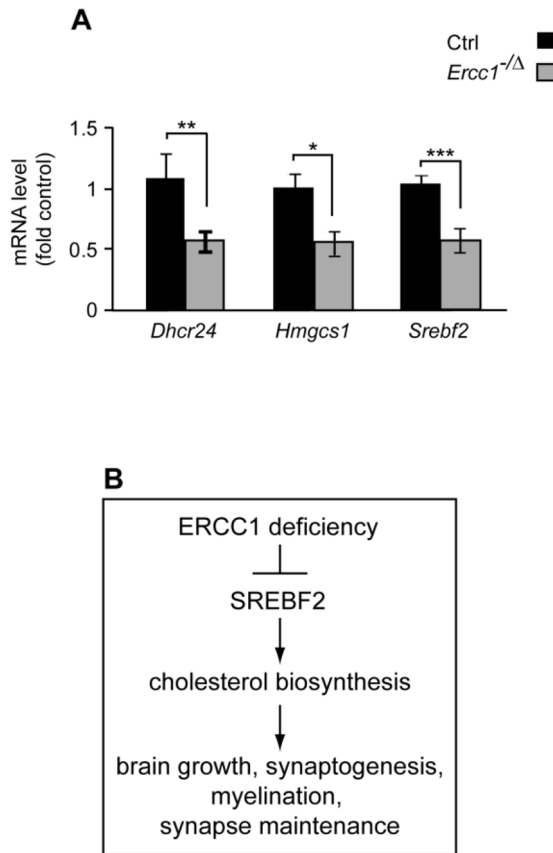 A
Ctrl
Ercc1-/Δ
mRNA level
(fold control)
1.5
1
0.5
0
**
*
***
Dhcr24 Hmgcs1 Srebf2
B
ERCC1 deficiency
SREBF2
cholesterol biosynthesis
brain growth, synaptogenesis,
myelination,
synapse maintenance